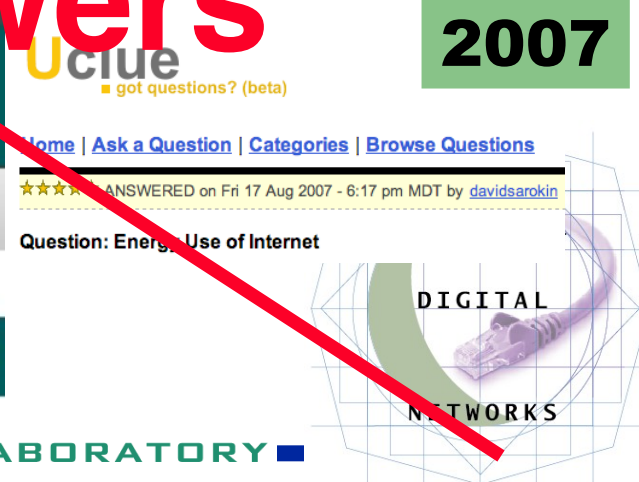 wers
2007
Uclue
got questions? (beta)
Home | Ask a Question | Categories | Browse Questions
ANSWERED on Fri 17 Aug 2007 - 6:17 pm MDT by davidsarokin
Question: Energy Use of Internet
DIGITAL
NETWORKS
ABORATORY